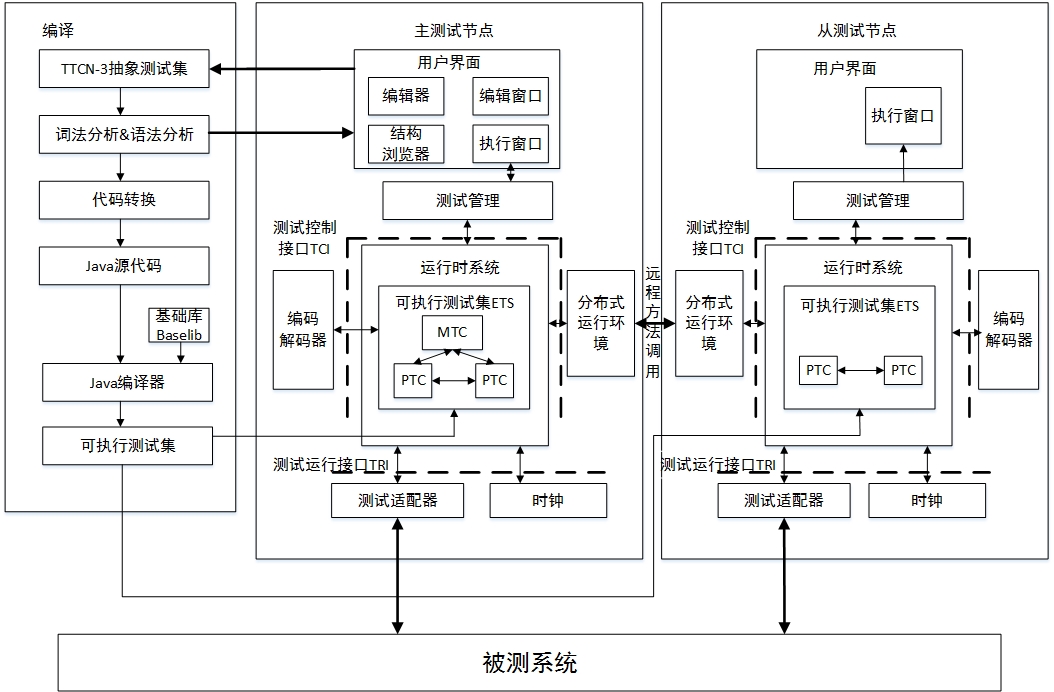 编译
TTCN-3抽象测试集
词法分析&语法分析
代码转换
Java源代码
基础库
Baselib
Java编译器
可执行测试集
主测试节点
用户界面
编辑器
编辑窗口
结构
浏览器
执行窗口
测试管理
测试控制
接口TCI
运行时系统
编码
解码器
可执行测试集ETS
MTC
PTC
PTC
分布式
运行环
境
测试运行接口TRI
测试适配器
时钟
远
程
方
法
调
用
从测试节点
用户界面
执行窗口
测试管理
测试控制
接口TCI
运行时系统
分布式
运行环
境
可执行测试集ETS
PTC
PTC
编码
解码器
测试运行接口TRI
测试适配器
时钟
被测系统